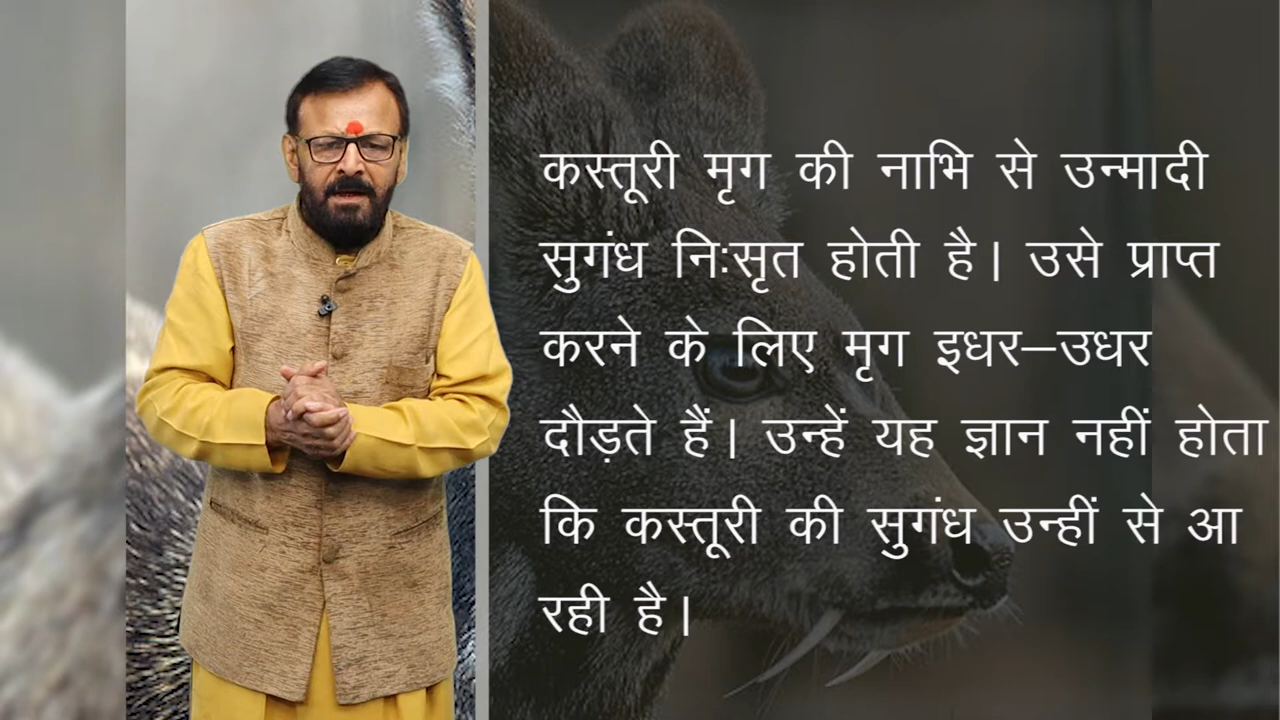 कस्तूरी मृग की नाभि से उन्मादी
सुगंध निःसृत होती है। उसे प्राप्त
करने के लिए मृग इधर–उधर
दौड़ते हैं। उन्हें यह ज्ञान नहीं होता
कि कस्तूरी की सुगंध उन्हीं से आ
रही है।